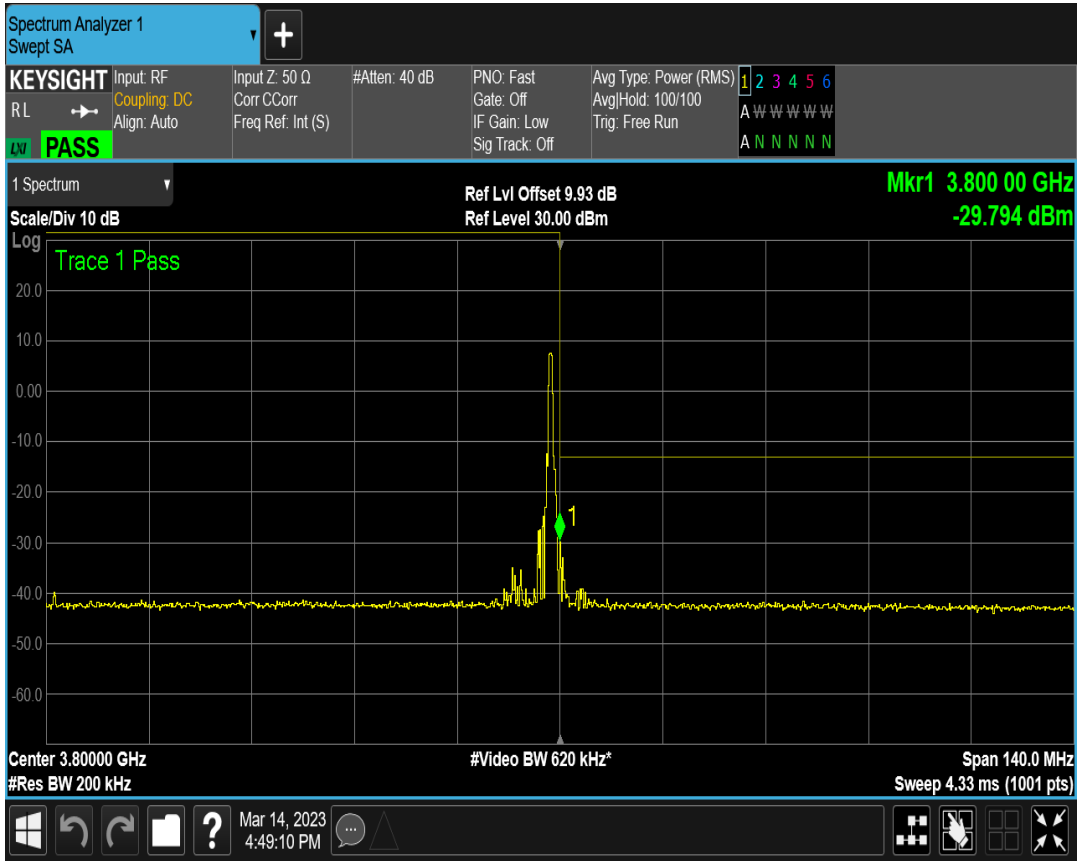 Spectrum Analyzer 1
Swept SA
+
KEYSIGHT
R L
LXI
PASS
Input: RF
Coupling: DC
Align: Auto
Input Z: 50 Ω
Corr CCorr
Freq Ref: Int (S)
#Atten: 40 dB
PNO: Fast
Gate: Off
IF Gain: Low
Sig Track: Off
Avg Type: Power (RMS)
Avg|Hold: 100/100
Trig: Free Run
1 2 3 4 5 6
A W W W W W
A N N N N N
1 Spectrum
Scale/Div 10 dB
Ref Lvl Offset 9.93 dB
Ref Level 30.00 dBm
Mkr1 3.800 00 GHz
-29.794 dBm
Log
Trace 1 Pass
20.0
10.0
0.00
-10.0
-20.0
1
-30.0
-40.0
-50.0
-60.0
Center 3.80000 GHz
#Video BW 620 kHz*
Span 140.0 MHz
#Res BW 200 kHz
Sweep 4.33 ms (1001 pts)
?
Mar 14, 2023
4:49:10 PM